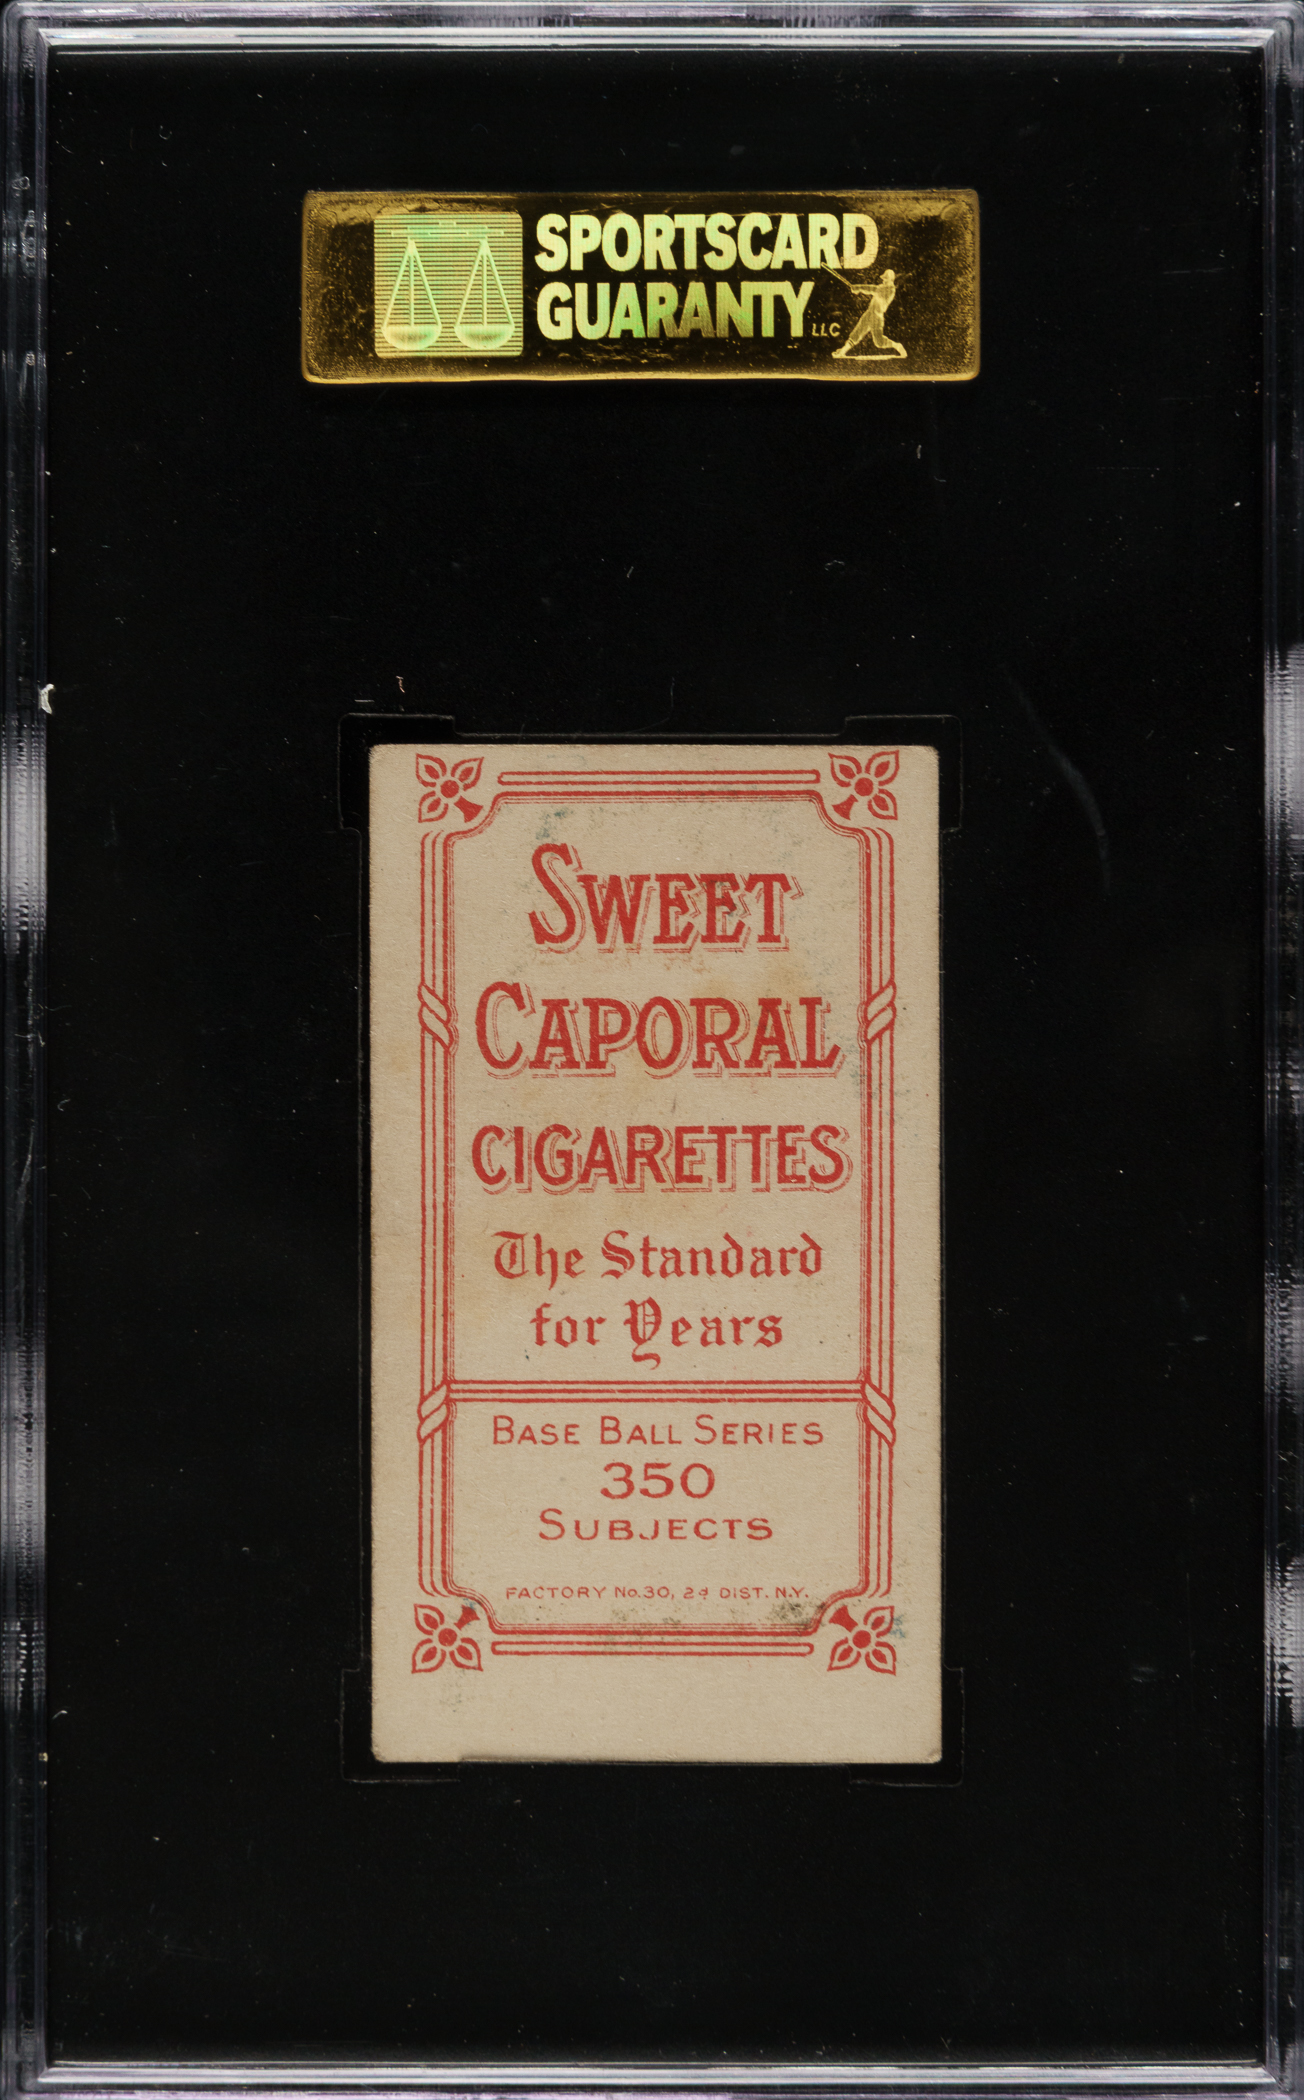 SPORTSCARD
GUARANTY LLC
SWEET
CAPORAL
CIGARETTES
The Standard
for Years
BASE BALL SERIES
350
SUBJECTS
FACTORY No. 30, 2d DIST. N.Y.